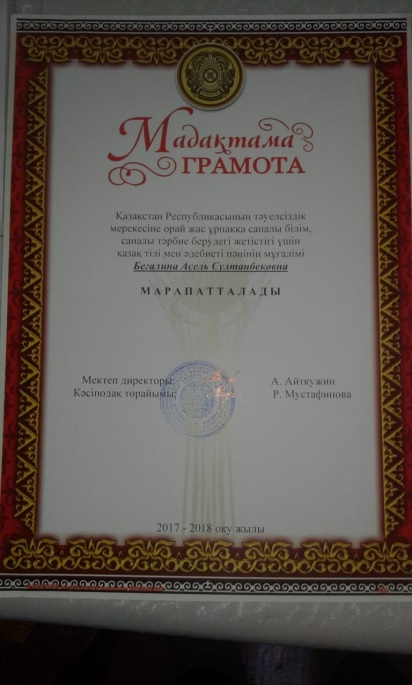 Мадақтама
ГРАМОТА
Қазақстан Республикасының тәуелсіздік
мерекесіне орай жас ұрпаққа сапалы білім,
саналы тәрбие берудегі жетістігі үшін
қазақ тілі мен әдебиеті пәнінің мұғалімі
Бегалина Асель Султанбековна
МАРАПАТТАЛАДЫ
Мектеп директоры: А. Айткужин
Кәсіподақ төрайымы: Р. Мустафинова
2017 - 2018 оқу жылы